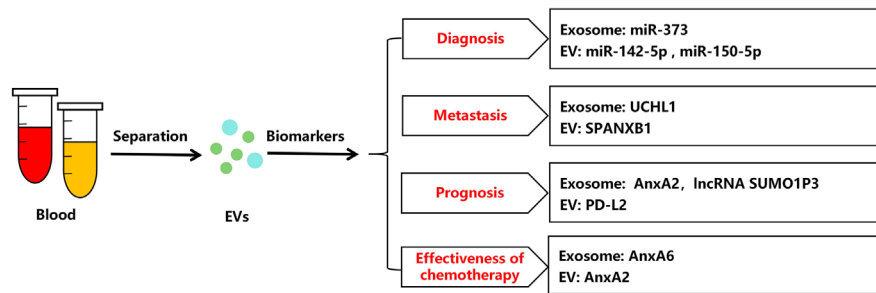 Blood
Separation
EVs
Biomarkers
Diagnosis
Exosome: miR-373
EV: miR-142-5p , miR-150-5p
Metastasis
Exosome: UCHL1
EV: SPANXB1
Prognosis
Exosome: AnxA2, lncRNA SUMO1P3
EV: PD-L2
Effectiveness of
chemotherapy
Exosome: AnxA6
EV: AnxA2